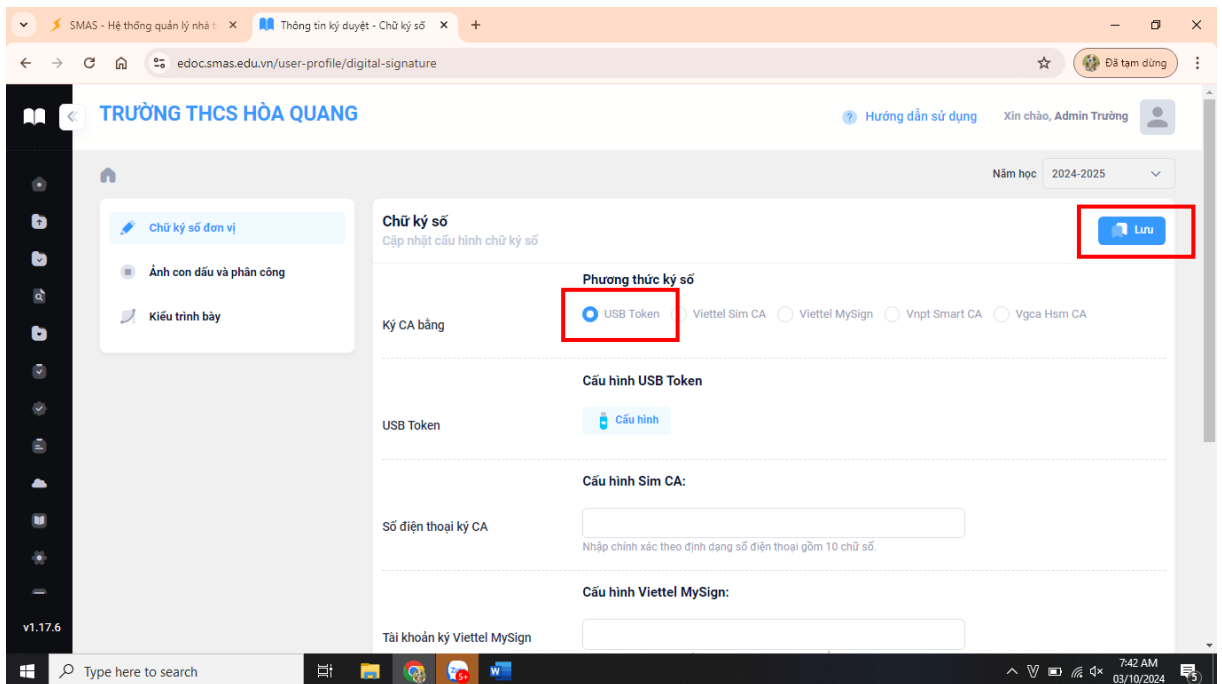 SMAS - Hệ thống quản lý nhà t
Thông tin ký duyệt - Chữ ký số
edoc.smas.edu.vn/user-profile/digital-signature
Đã tạm dừng
TRƯỜNG THCS HÒA QUANG
Hướng dẫn sử dụng
Xin chào, Admin Trường
Năm học 2024-2025
Chữ ký số đơn vị
Ảnh con dấu và phân công
Kiểu trình bày
Chữ ký số
Cập nhật cấu hình chữ ký số
Lưu
Phương thức ký số
Ký CA bằng
USB Token Viettel Sim CA Viettel MySign Vnpt Smart CA Vgca Hsm CA
Cấu hình USB Token
USB Token
Cấu hình
Cấu hình Sim CA:
Số điện thoại ký CA
Nhập chính xác theo định dạng số điện thoại gồm 10 chữ số.
Cấu hình Viettel MySign:
Tài khoản ký Viettel MySign
v1.17.6
Type here to search
5+
W
7:42 AM
03/10/2024
5